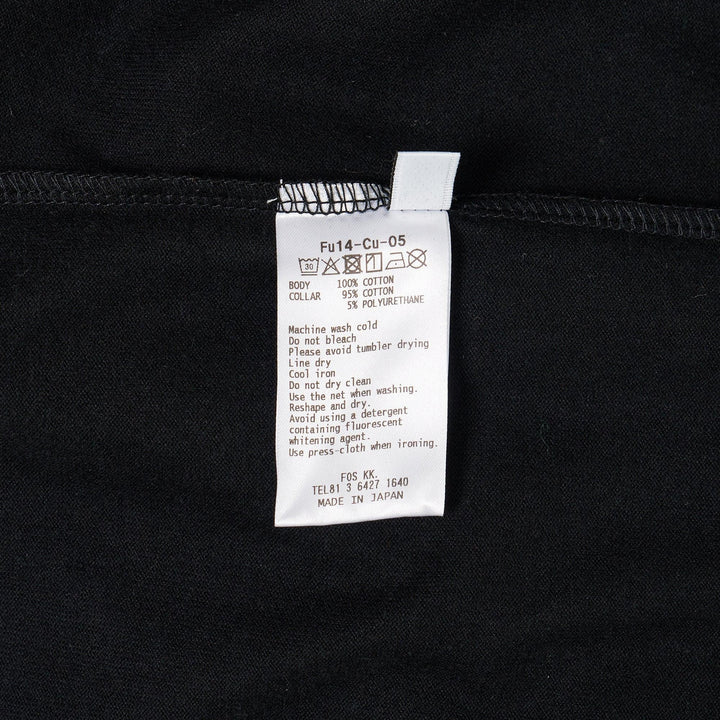 Fu14-Cu-05
30
BODY 100% COTTON
COLLAR 95% COTTON
5% POLYURETHANE
Machine wash cold
Do not bleach
Please avoid tumbler drying
Line dry
Cool iron
Do not dry clean
Use the net when washing.
Reshape and dry.
Avoid using a detergent
containing fluorescent
whitening agent.
Use press-cloth when ironing.
FOS KK.
TEL81 3 6427 1640
MADE IN JAPAN